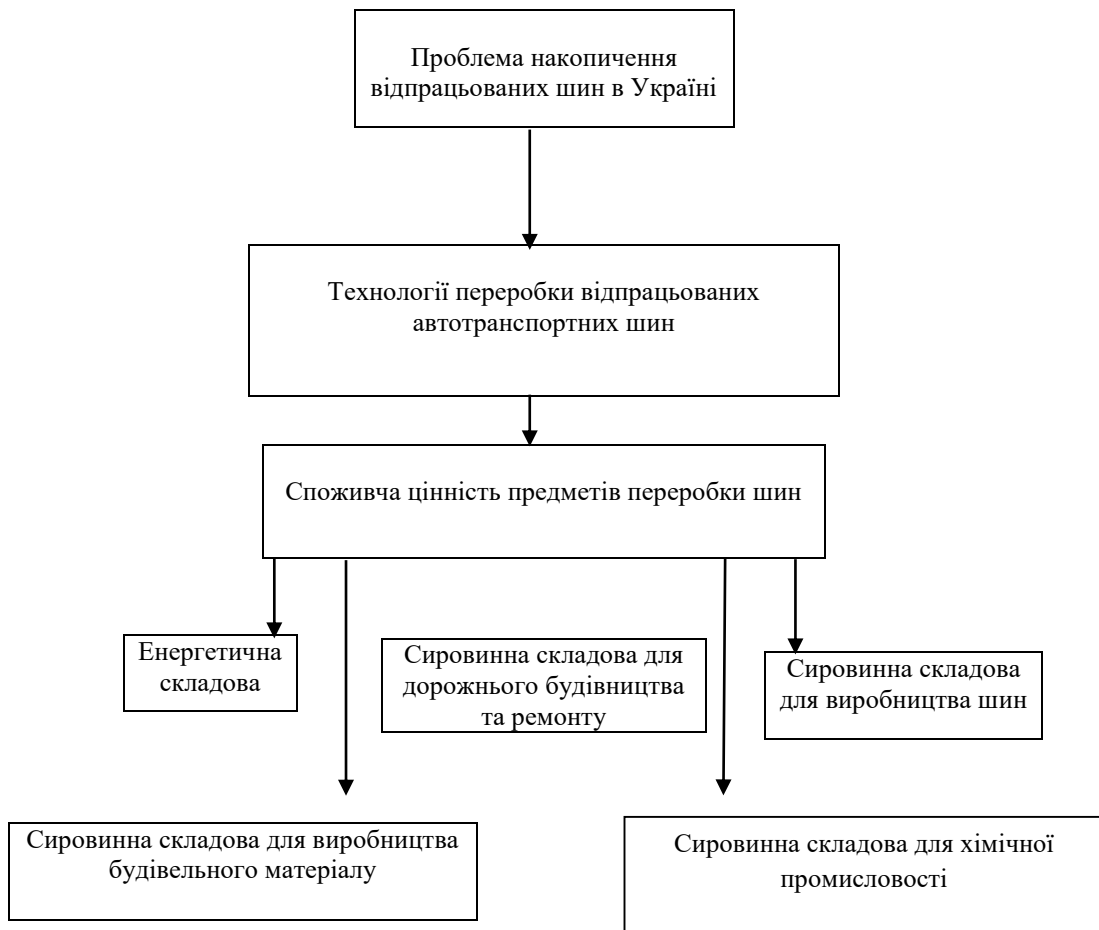 Проблема накопичення
відпрацьованих шин в Україні
Технології переробки відпрацьованих
автотранспортних шин
Споживча цінність предметів переробки шин
Енергетична
складова
Сировинна складова для
дорожнього будівництва
та ремонту
Сировинна складова
для виробництва шин
Сировинна складова для виробництва
будівельного матеріалу
Сировинна складова для хімічної
промисловості